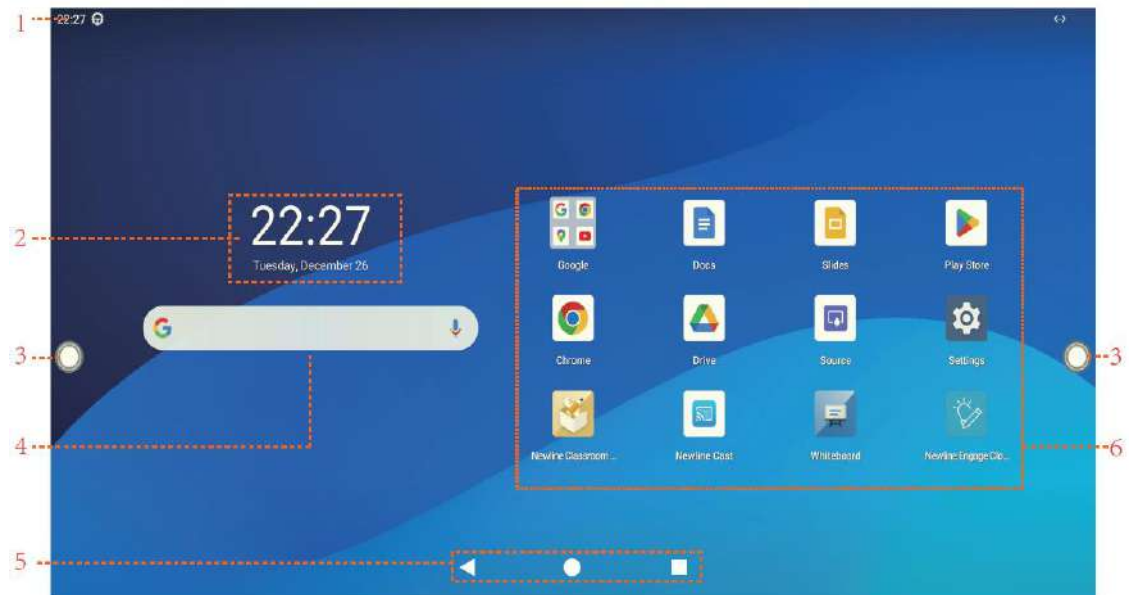 1
22:27
22:27
2
Tuesday, December 26
Google
Docs
Slides
Play Store
3
3
Chrome
Drive
Source
Settings
4
6
Newline Classroom ...
Newline Cast
Whiteboard
Newline Engage Clo...
5